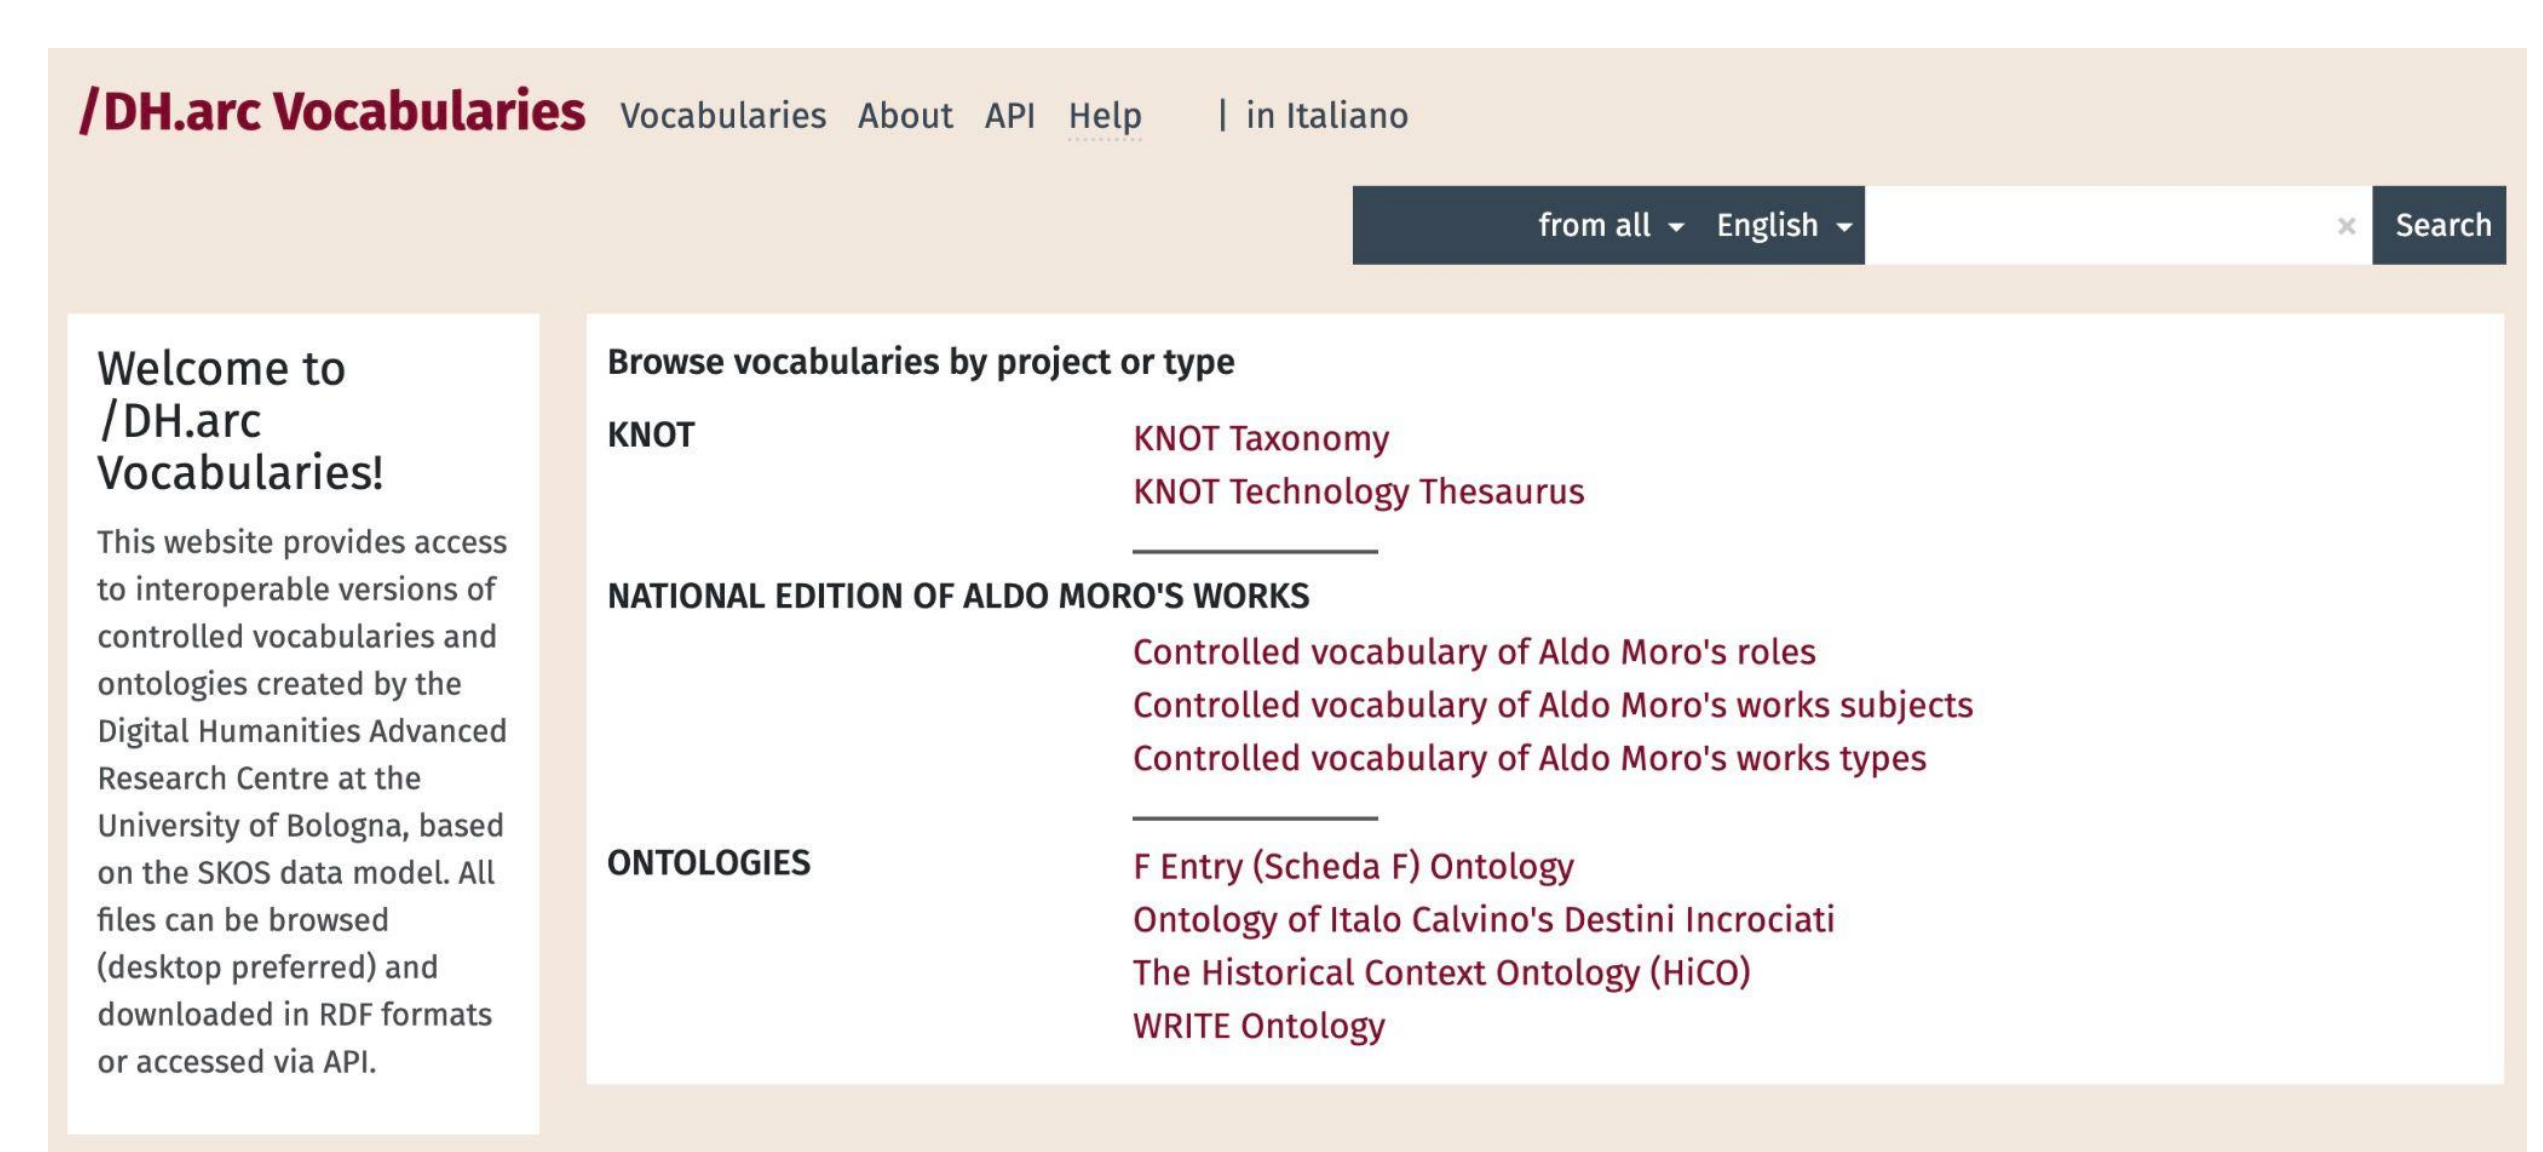 /DH.arc Vocabularies Vocabularies About API Help | in Italiano
from all English × Search
Welcome to
/DH.arc
Vocabularies!
This website provides access
to interoperable versions of
controlled vocabularies and
ontologies created by the
Digital Humanities Advanced
Research Centre at the
University of Bologna, based
on the SKOS data model. All
files can be browsed
(desktop preferred) and
downloaded in RDF formats
or accessed via API.
Browse vocabularies by project or type
KNOT
KNOT Taxonomy
KNOT Technology Thesaurus
NATIONAL EDITION OF ALDO MORO'S WORKS
Controlled vocabulary of Aldo Moro's roles
Controlled vocabulary of Aldo Moro's works subjects
Controlled vocabulary of Aldo Moro's works types
ONTOLOGIES
F Entry (Scheda F) Ontology
Ontology of Italo Calvino's Destini Incrociati
The Historical Context Ontology (HiCO)
WRITE Ontology